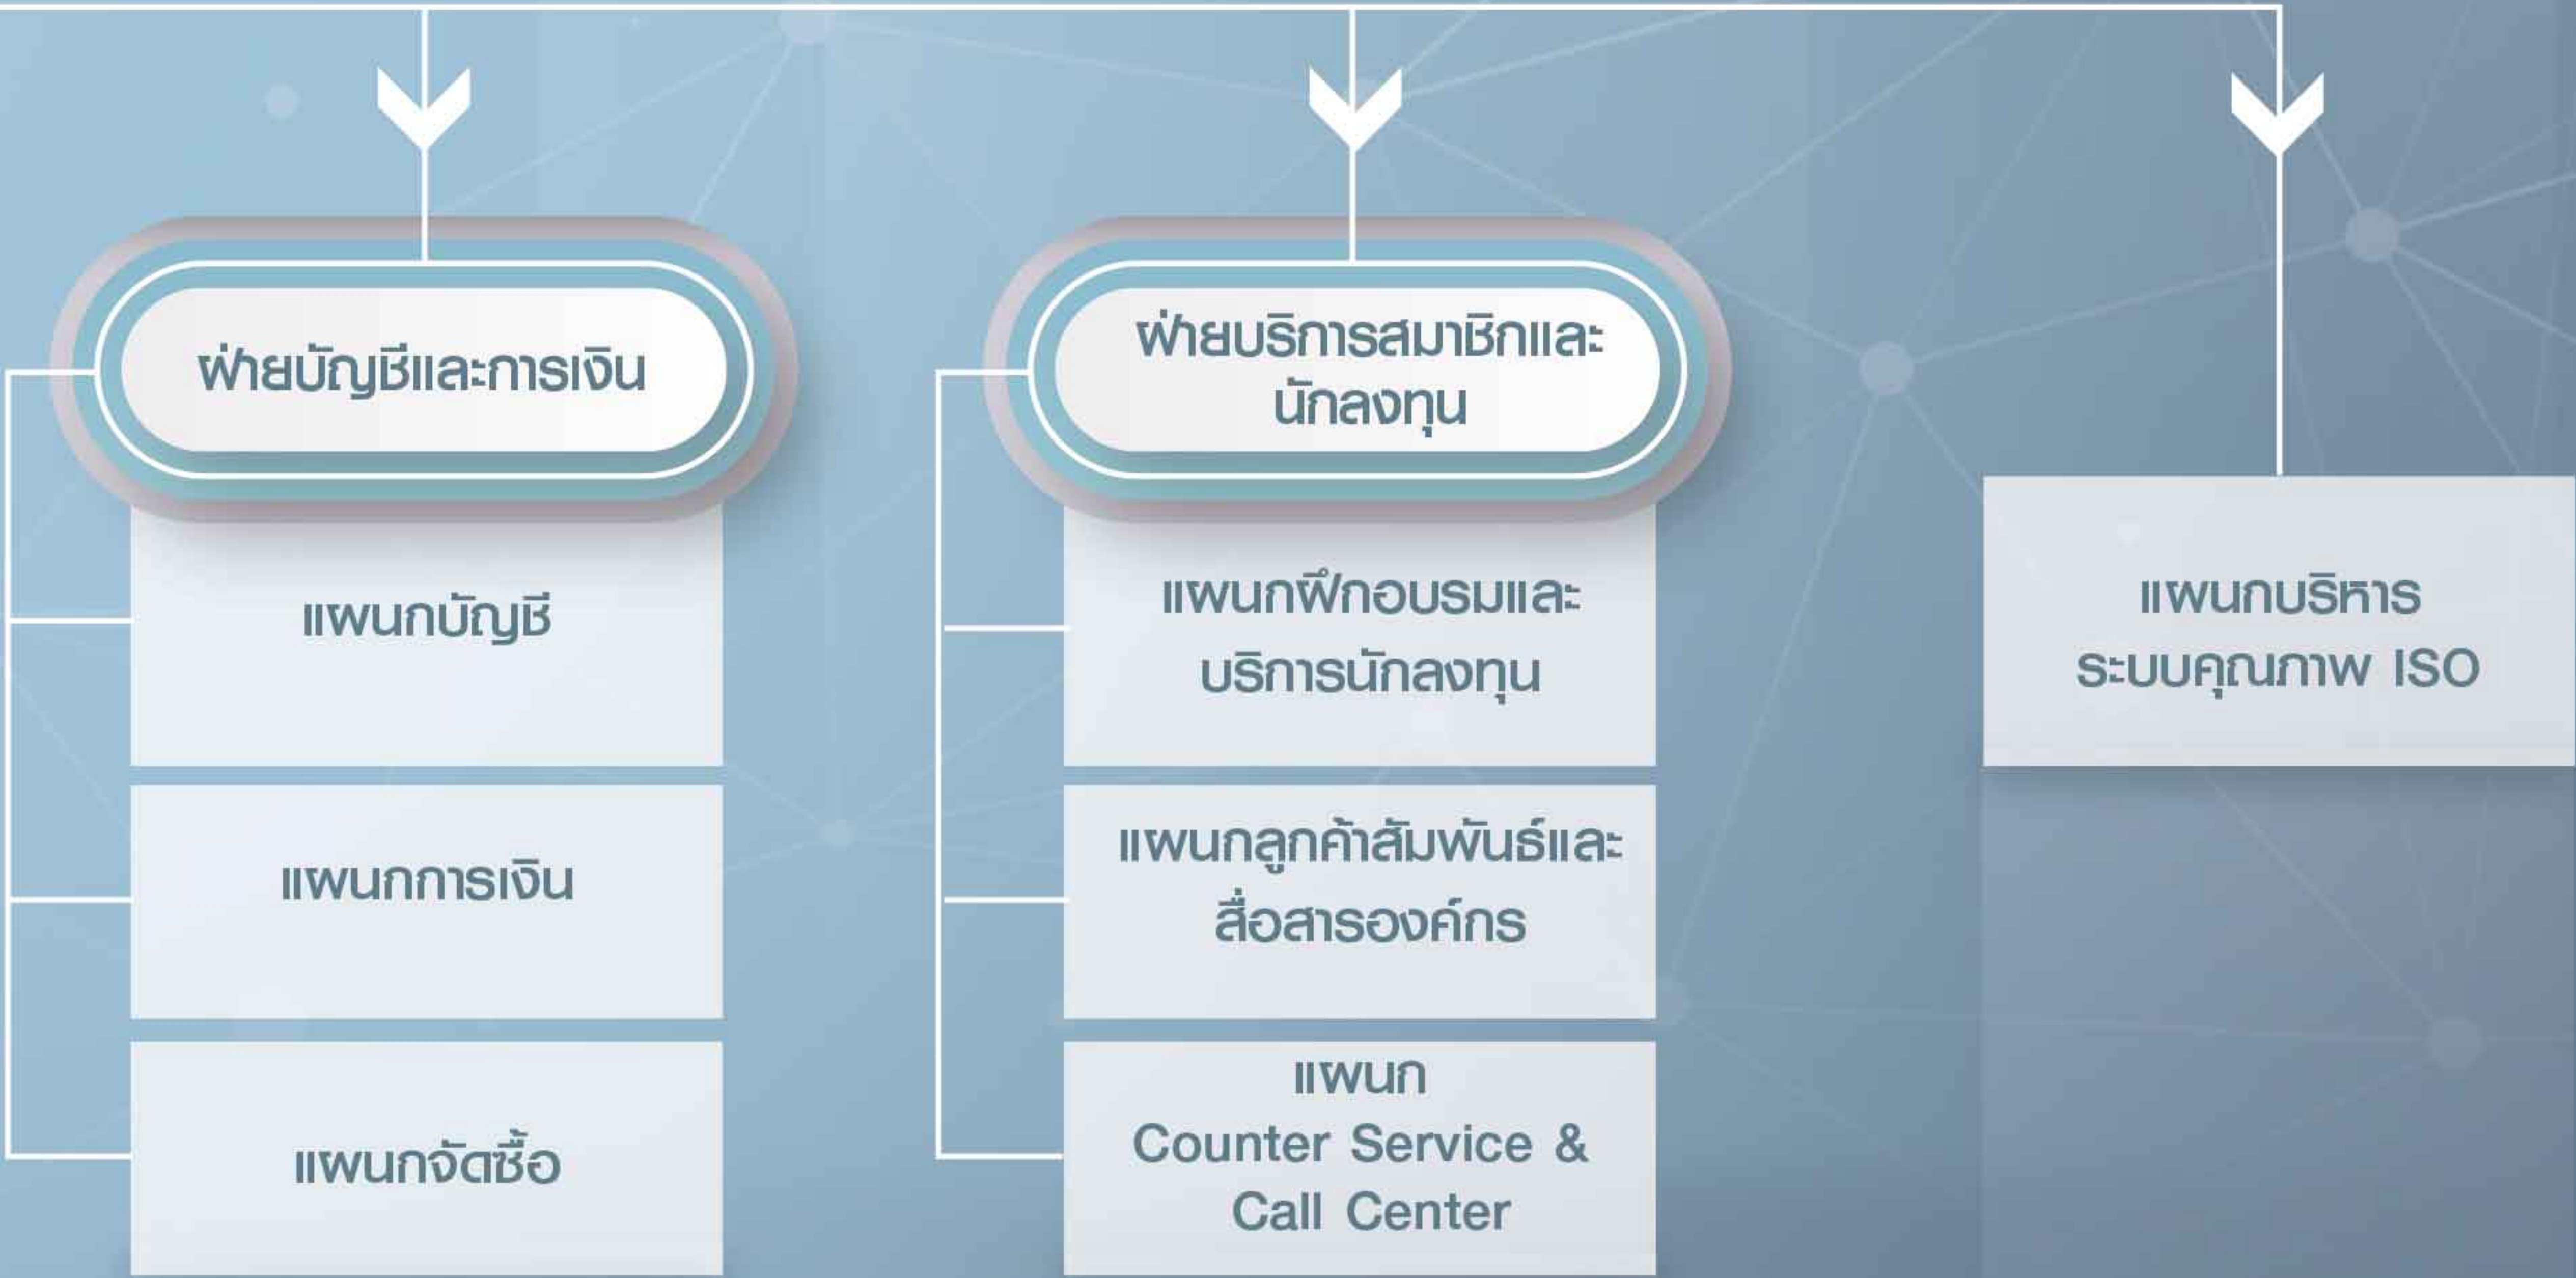 ฝ่ายบัญชีและการเงิน
แผนกบัญชี
แผนกการเงิน
แผนกจัดซื้อ
ฝ่ายบริการสมาชิกและ
นักลงทุน
แผนกฝึกอบรมและ
บริการนักลงทุน
แผนกลูกค้าสัมพันธ์และ
สื่อสารองค์กร
แผนก
Counter Service &
Call Center
แผนกบริหาร
ระบบคุณภาพ ISO